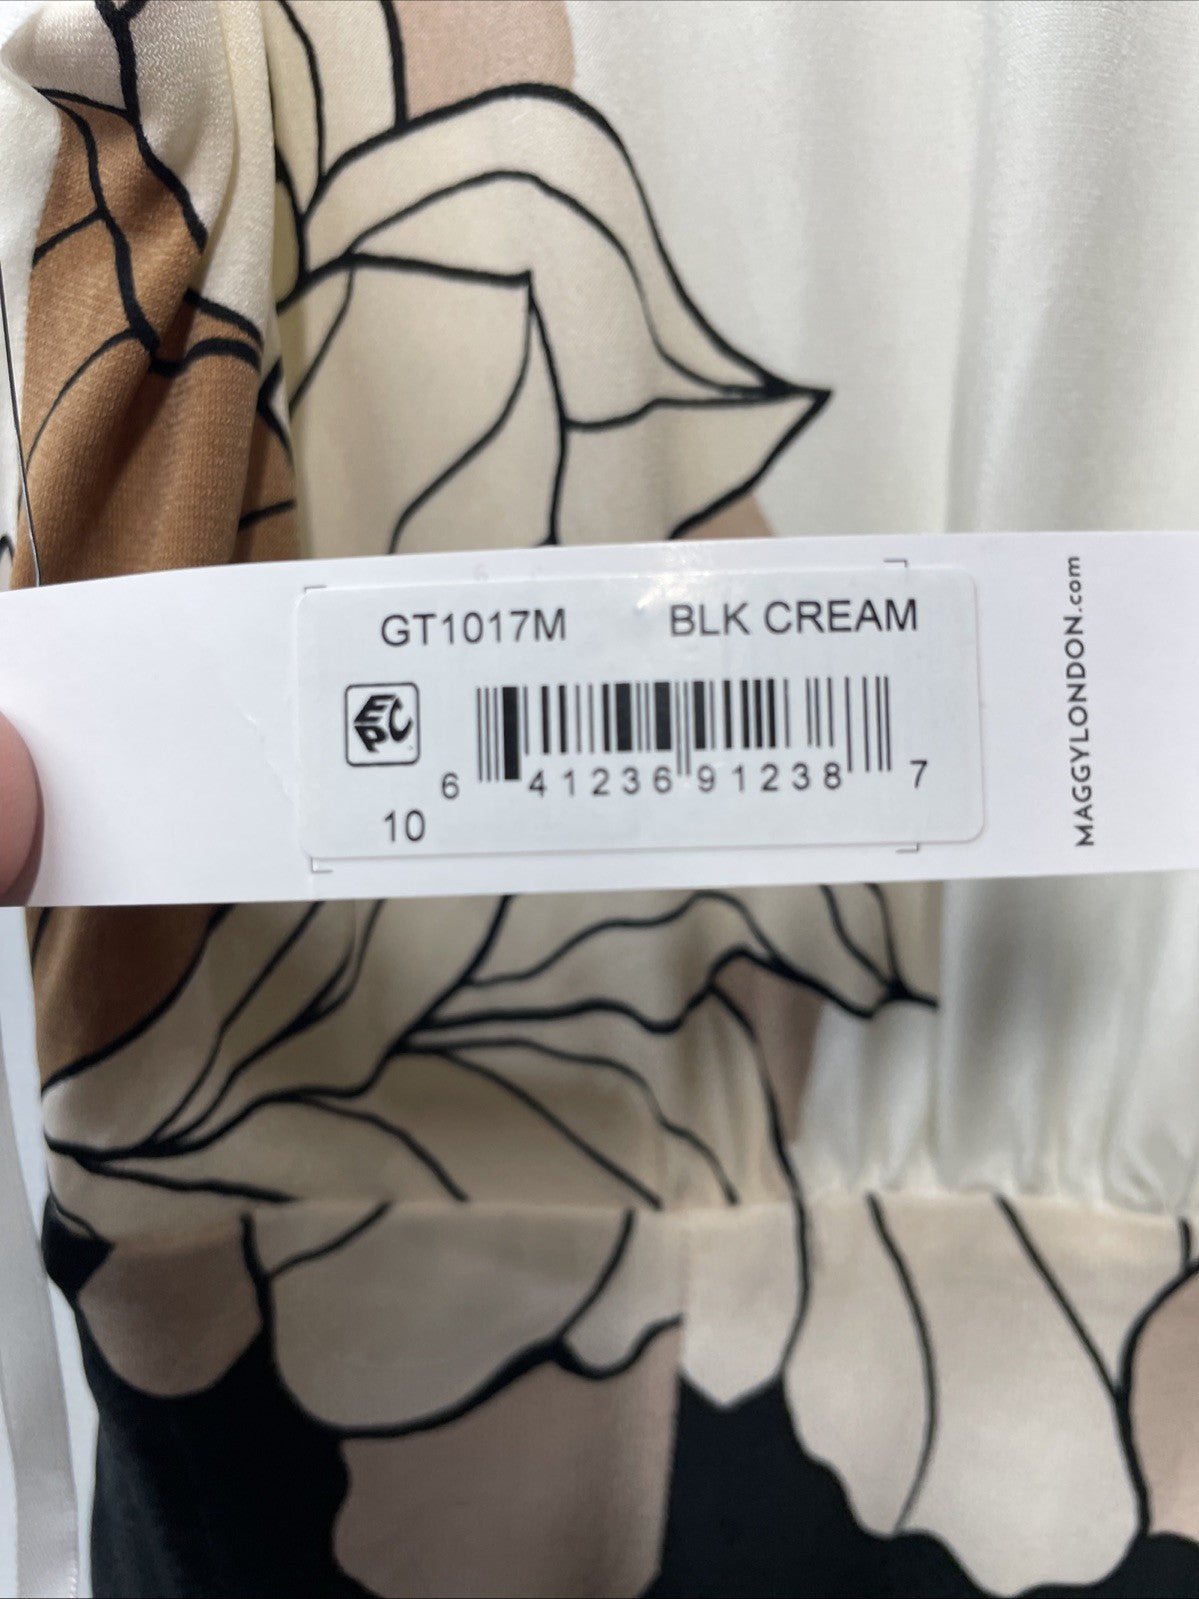 GT1017M BLK CREAM
EPC
6 41236 91238 7
10
MAGGYLONDON.com